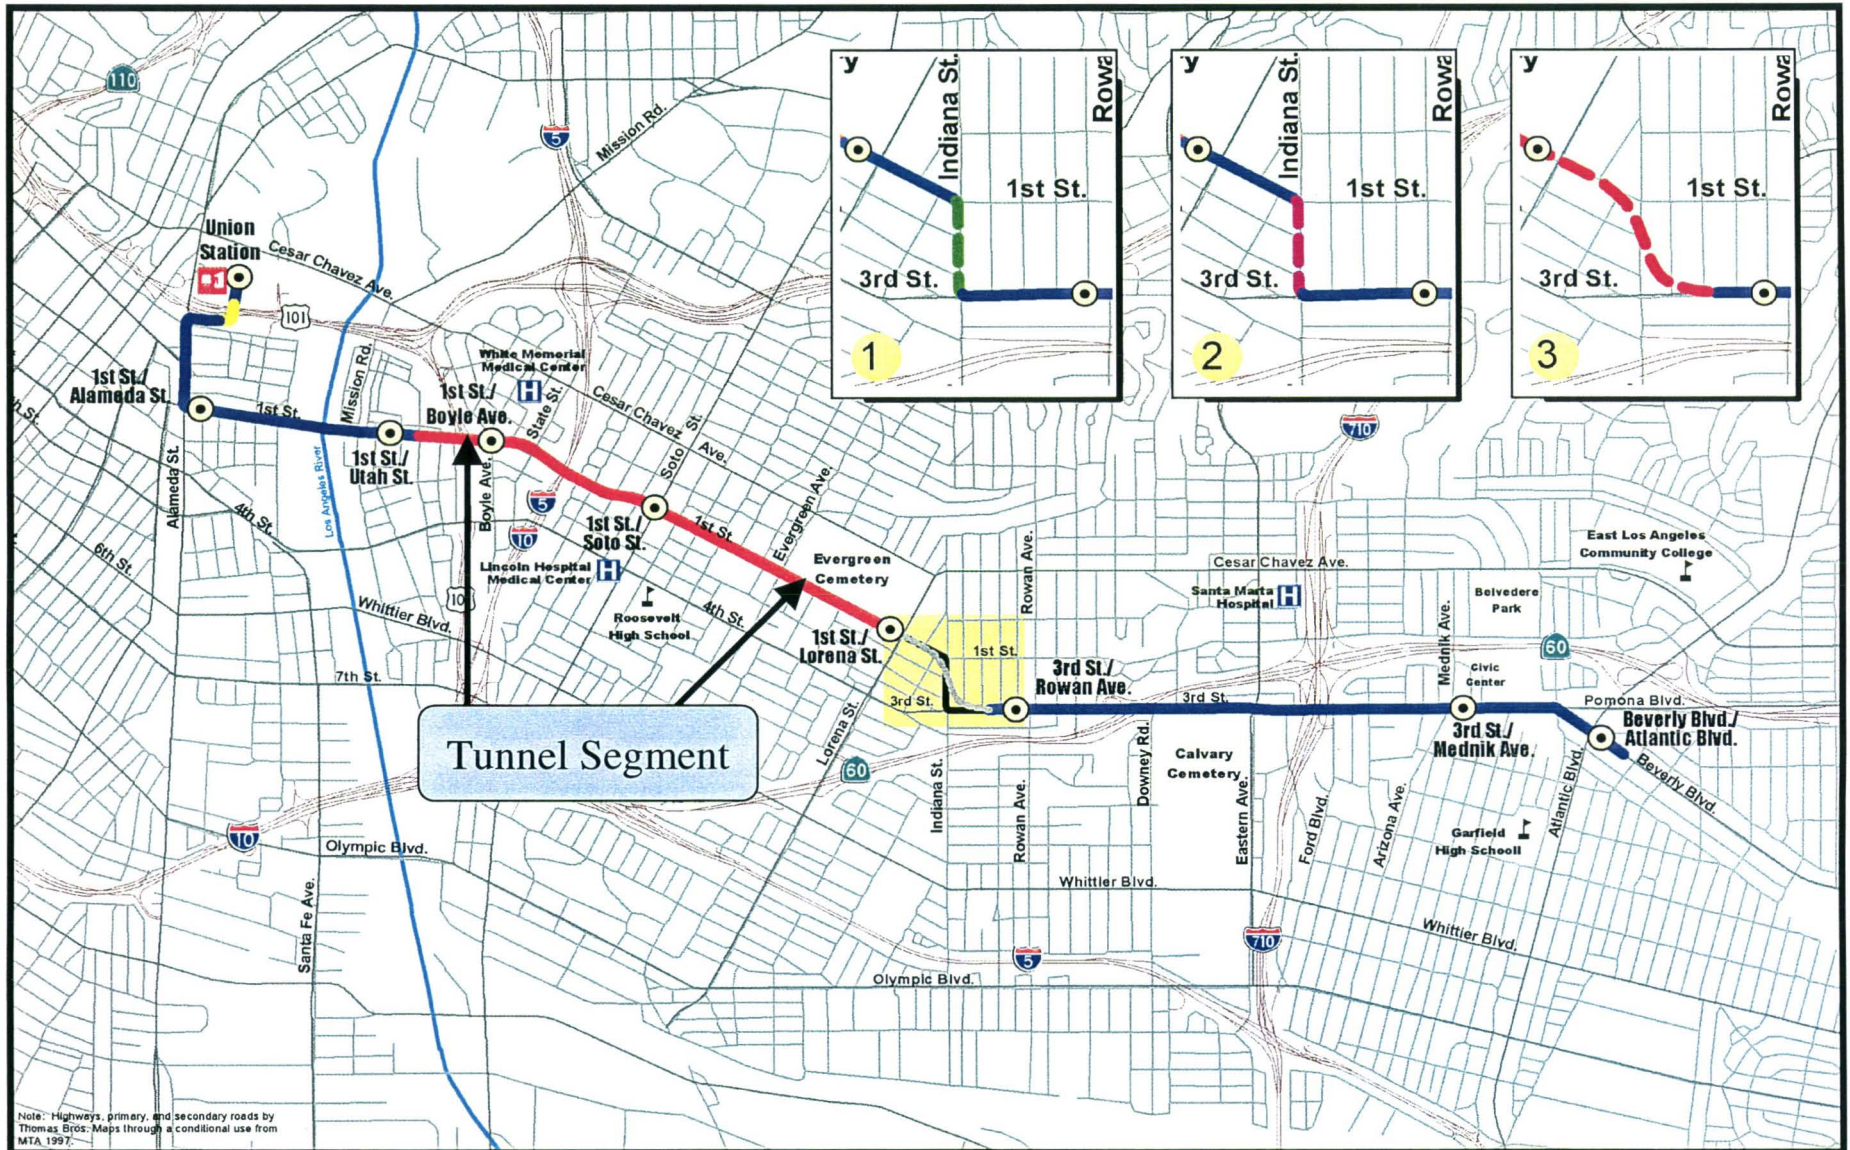 110
5
Mission Rd.
y
Indiana St.
Rowa
1st St.
3rd St.
1
y
Indiana St.
Rowa
1st St.
3rd St.
2
y
Rowa
1st St.
3rd St.
3
Union
Station
Cesar Chavez Ave.
101
1st St./
Alameda St.
1st St.
Mission Rd.
White Memorial
Medical Center
H
1st St./
Boyle Ave.
State St.
Cesar Chavez Ave.
Soto St.
710
1st St./
Utah St.
Los Angeles River
Alameda St.
4th St.
6th St.
Boyle Ave.
5
10
1st St./
Soto St.
1st St.
Evergreen Ave.
Lincoln Hospital
Medical Center
H
Evergreen
Cemetery
Roosevelt
High School
4th St.
Whittier Blvd.
7th St.
1st St./
Lorena St.
Rowan Ave.
Cesar Chavez Ave.
Santa Marta
Hospital
H
East Los Angeles
Community College
Belvedere
Park
Mednik Ave.
60
Civic
Center
1st St.
3rd St.
3rd St./
Rowan Ave.
3rd St.
Pomona Blvd.
3rd St./
Mednik Ave.
Beverly Blvd./
Atlantic Blvd.
Beverly Blvd.
Tunnel Segment
Lorena St.
60
Indiana St.
Rowan Ave.
Downey Rd.
Calvary
Cemetery
Eastern Ave.
Ford Blvd.
Arizona Ave.
Atlantic Blvd.
Garfield
High Schooll
10
Olympic Blvd.
Santa Fe Ave.
Whittier Blvd.
Whittier Blvd.
710
5
Olympic Blvd.
Note: Highways, primary, and secondary roads by
Thomas Bros. Maps through a conditional use from
MTA 1997.